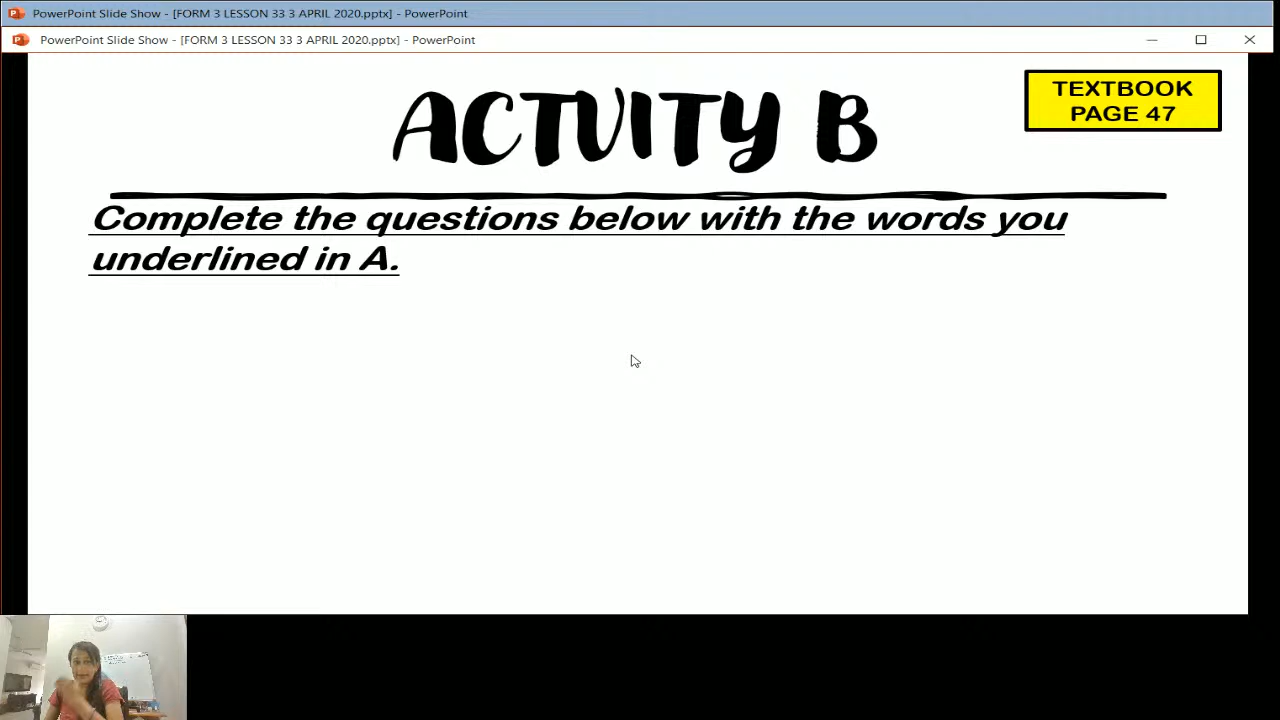 PowerPoint Slide Show - [FORM 3 LESSON 33 3 APRIL 2020.pptx] - PowerPoint
PowerPoint Slide Show - [FORM 3 LESSON 33 3 APRIL 2020.pptx] - PowerPoint
TEXTBOOK
PAGE 47
ACTVITY B
Complete the questions below with the words you
underlined in A.